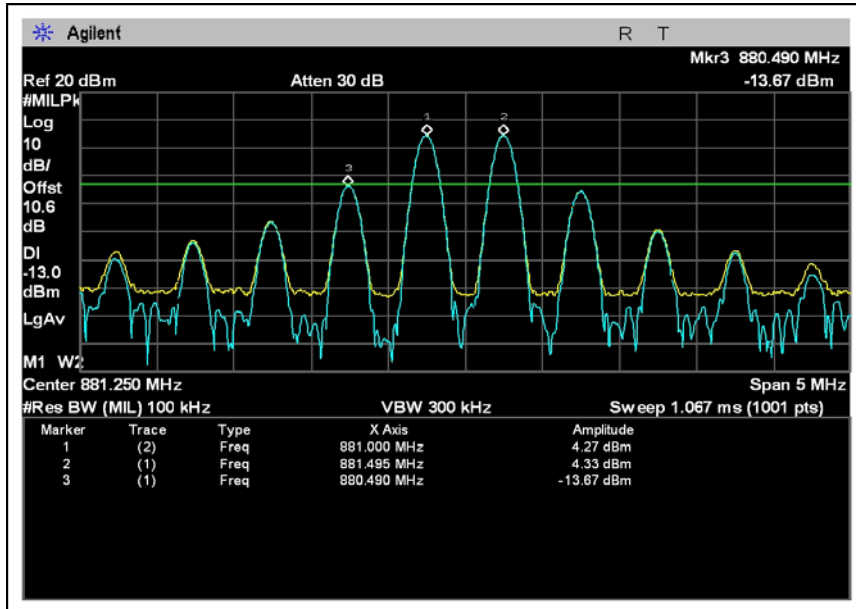 Agilent R T
Mkr3 880.490 MHz
Ref 20 dBm Atten 30 dB -13.67 dBm
#MILPk
Log
10
dB/
Offst
10.6
dB
DI
-13.0
dBm
LgAv
M1 W2
1 2
3
Center 881.250 MHz Span 5 MHz
#Res BW (MIL) 100 kHz VBW 300 kHz Sweep 1.067 ms (1001 pts)
Marker Trace Type X Axis Amplitude
1 (2) Freq 881.000 MHz 4.27 dBm
2 (1) Freq 881.495 MHz 4.33 dBm
3 (1) Freq 880.490 MHz -13.67 dBm